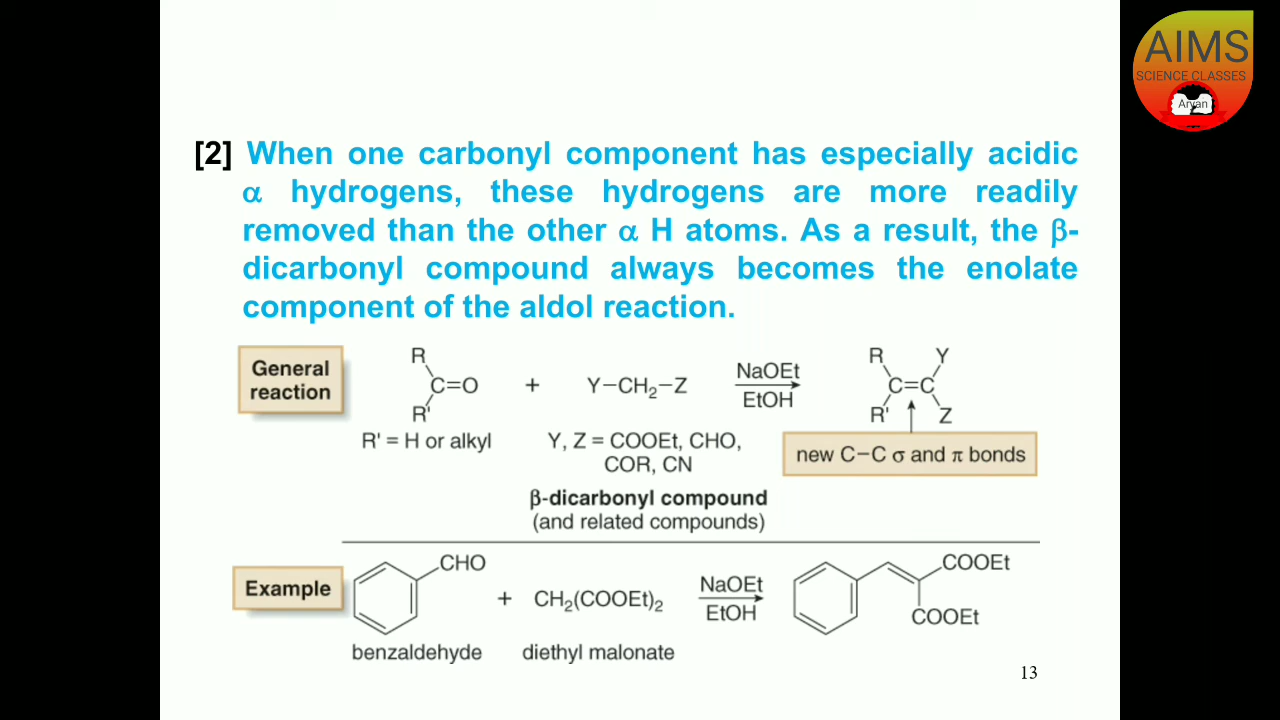 AIMS
SCIENCE CLASSES
Aryan
[2] When one carbonyl component has especially acidic
α hydrogens, these hydrogens are more readily
removed than the other α H atoms. As a result, the β-
dicarbonyl compound always becomes the enolate
component of the aldol reaction.
General
reaction
R
C=O
R'
R' = H or alkyl
+
Y−CH₂−Z
Y, Z = COOEt, CHO,
COR, CN
β-dicarbonyl compound
(and related compounds)
NaOEt
EtOH
R Y
C=C
R' Z
new C−C σ and π bonds
Example
CHO
benzaldehyde
+
CH₂(COOEt)₂
diethyl malonate
NaOEt
EtOH
COOEt
COOEt
13